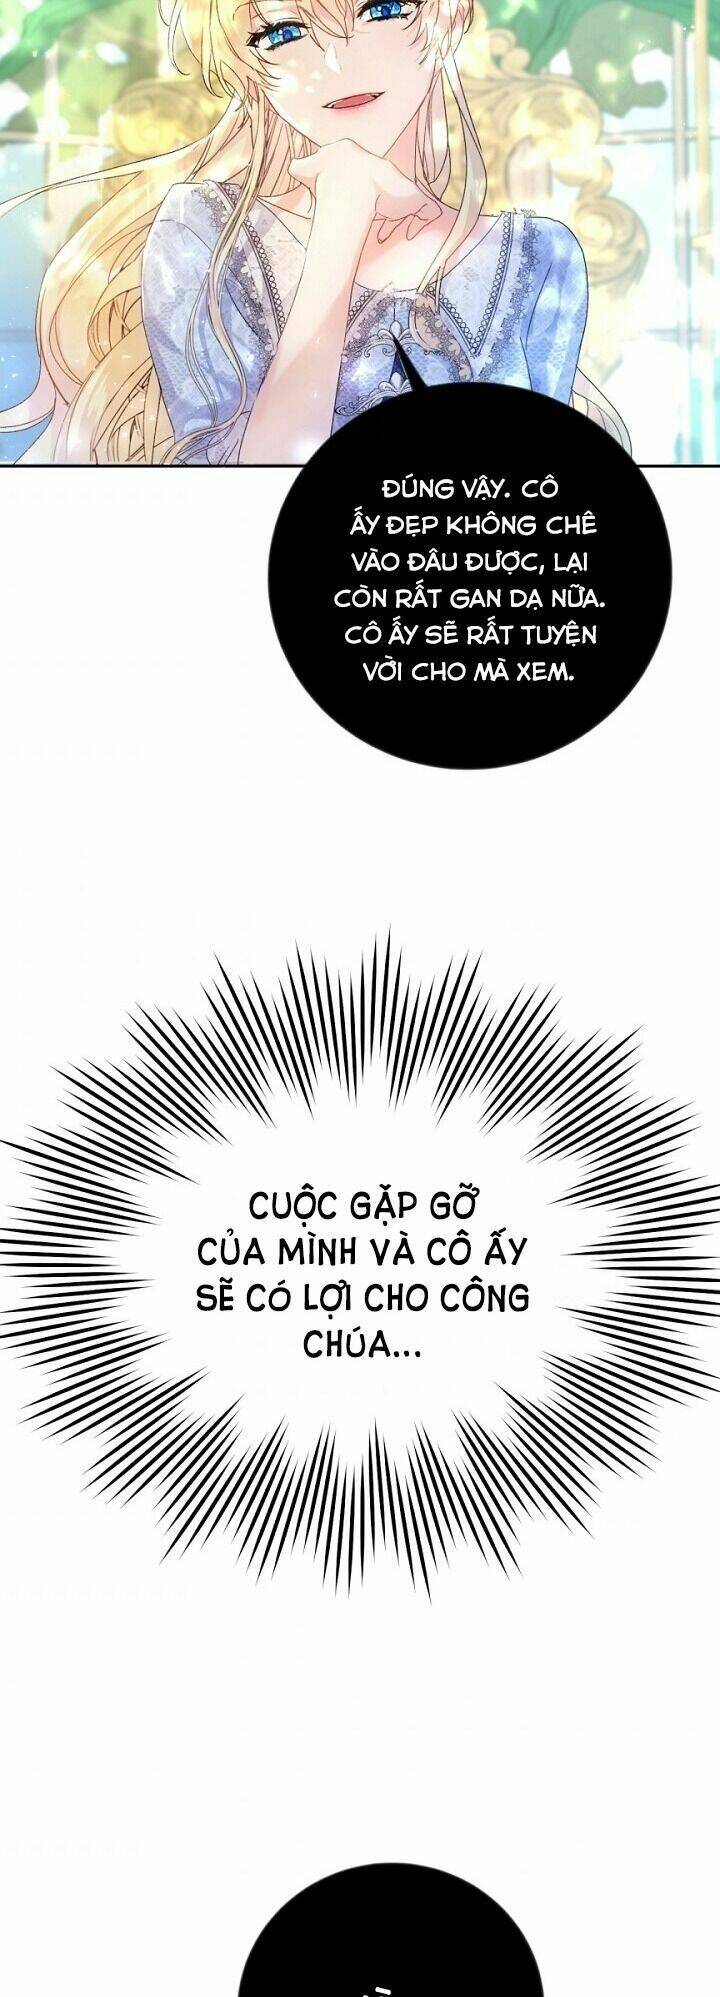 ĐÚNG VẬY. CÔ
ẤY ĐẸP KHÔNG CHÊ
VÀO ĐÂU ĐƯỢC, LẠI
CÒN RẤT GAN DẠ NỮA.
CÔ ẤY SẼ RẤT TUYỆN
VỜI CHO MÀ XEM.
CUỘC GẶP GỠ
CỦA MÌNH VÀ CÔ ẤY
SẼ CÓ LỢI CHO CÔNG
CHÚA...